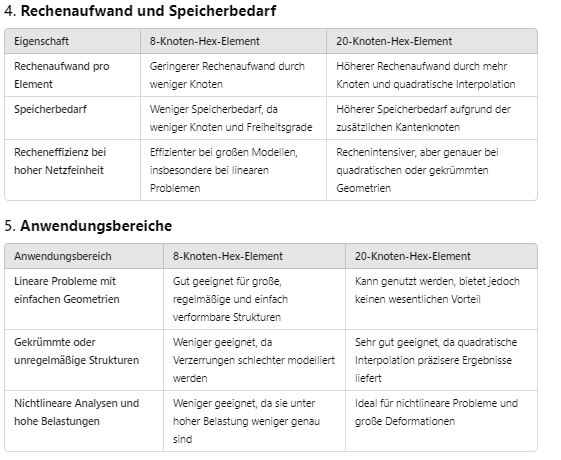 4. Rechenaufwand und Speicherbedarf
Eigenschaft 8-Knoten-Hex-Element 20-Knoten-Hex-Element
Rechenaufwand pro Geringerer Rechenaufwand durch Höherer Rechenaufwand durch mehr
Element weniger Knoten Knoten und quadratische Interpolation
Speicherbedarf Weniger Speicherbedarf, da Höherer Speicherbedarf aufgrund der
weniger Knoten und Freiheitsgrade zusätzlichen Kantenknoten
Recheneffizienz bei Effizienter bei großen Modellen, Rechenintensiver, aber genauer bei
hoher Netzfeinheit insbesondere bei linearen quadratischen oder gekrümmten
Problemen Geometrien
5. Anwendungsbereiche
Anwendungsbereich 8-Knoten-Hex-Element 20-Knoten-Hex-Element
Lineare Probleme mit Gut geeignet für große, Kann genutzt werden, bietet jedoch
einfachen Geometrien regelmäßige und einfach keinen wesentlichen Vorteil
verformbare Strukturen
Gekrümmte oder Weniger geeignet, da Sehr gut geeignet, da quadratische
unregelmäßige Strukturen Verzerrungen schlechter modelliert Interpolation präzisere Ergebnisse
werden liefert
Nichtlineare Analysen und Weniger geeignet, da sie unter Ideal für nichtlineare Probleme und
hohe Belastungen hoher Belastung weniger genau große Deformationen
sind